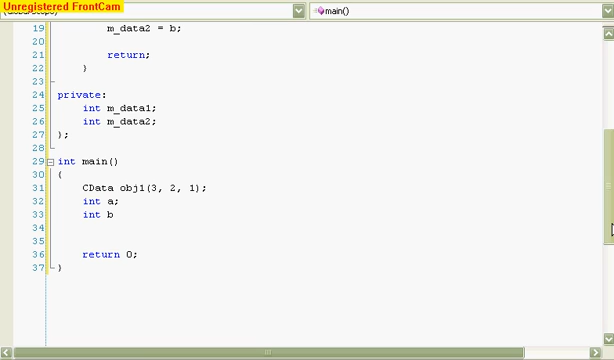 Unregistered FrontCam
main()
19 m_data2 = b;
20
21 return;
22 }
23
24 private:
25 int m_data1;
26 int m_data2;
27 };
28
29 int main()
30 {
31 CData obj1(3, 2, 1);
32 int a;
33 int b
34
35
36 return 0;
37 }